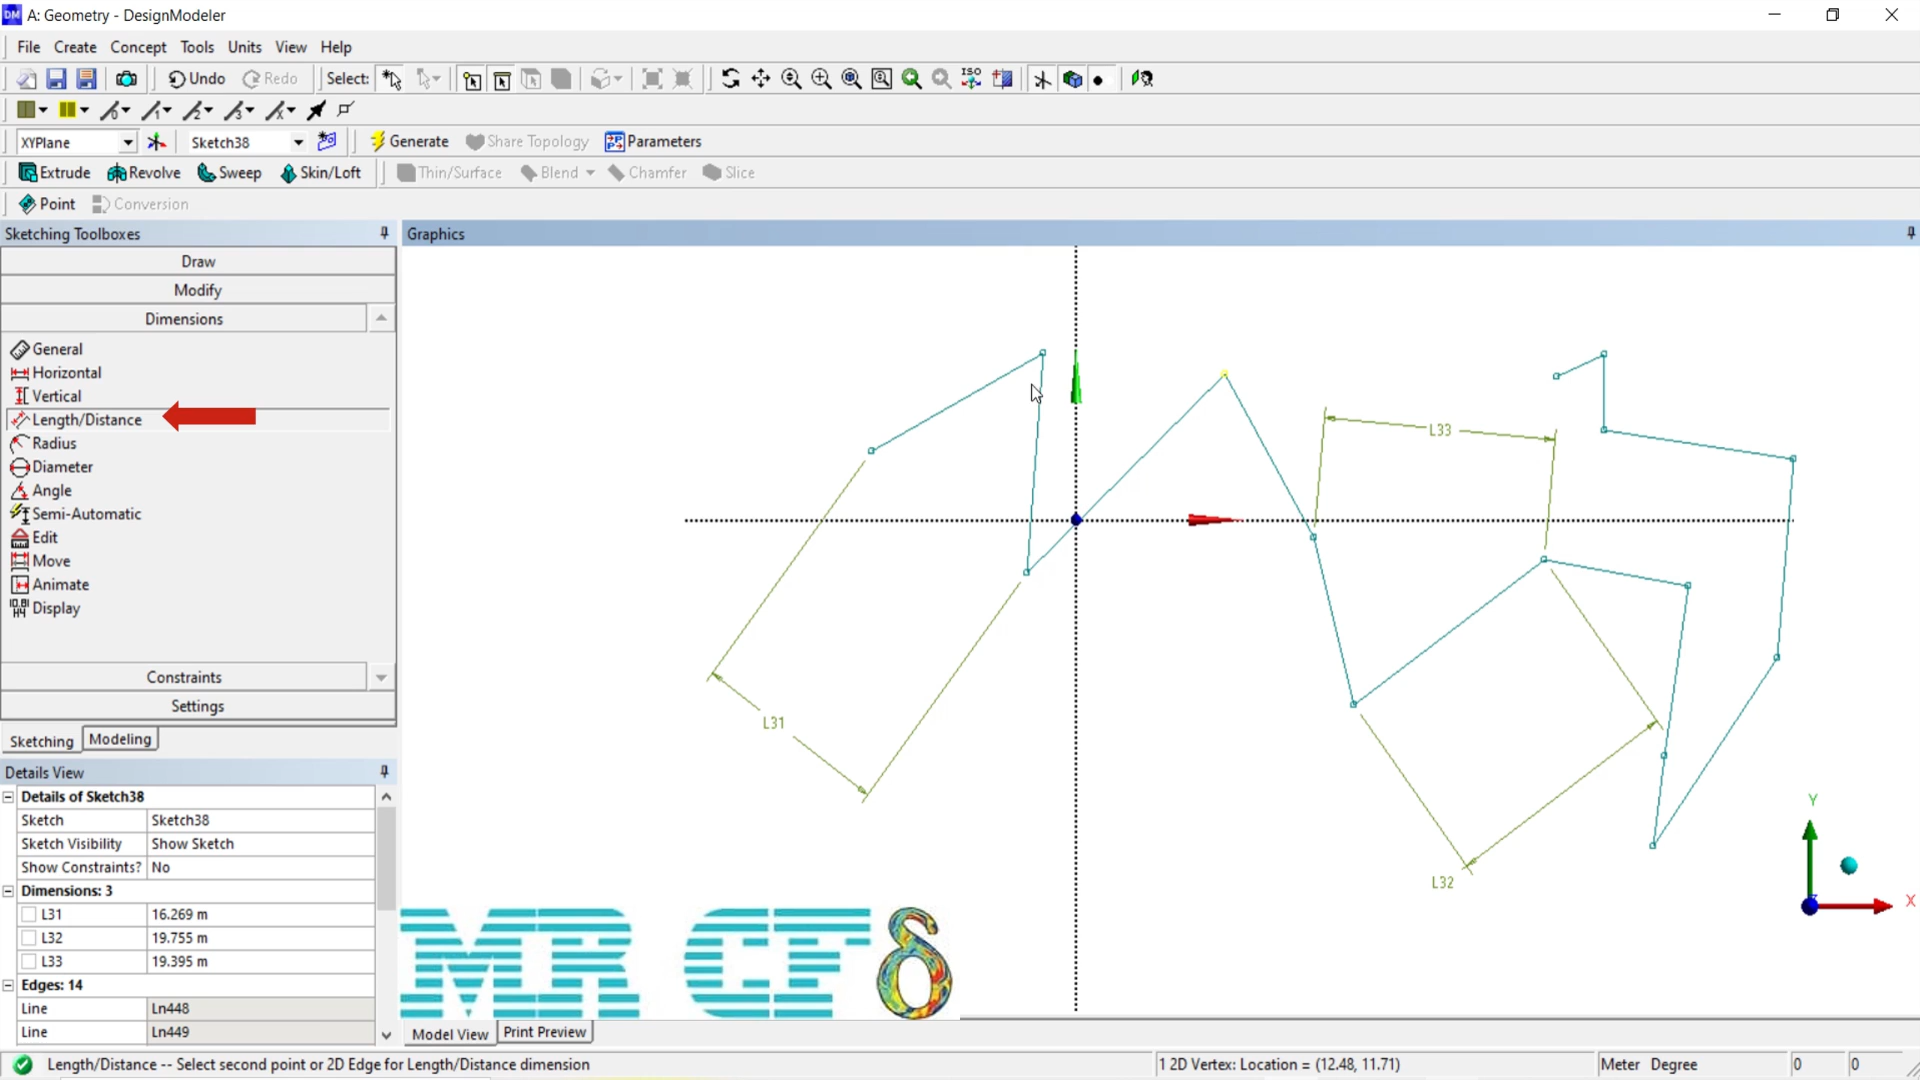 DM A: Geometry - DesignModeler
File Create Concept Tools Units View Help
Undo Redo Select: ISO
XYPlane Sketch38 Generate Share Topology Parameters
Extrude Revolve Sweep Skin/Loft Thin/Surface Blend Chamfer Slice
Point Conversion
Sketching Toolboxes
Draw
Modify
Dimensions
General
Horizontal
Vertical
Length/Distance
Radius
Diameter
Angle
Semi-Automatic
Edit
Move
Animate
Display
Constraints
Settings
Sketching Modeling
Details View
Details of Sketch38
Sketch Sketch38
Sketch Visibility Show Sketch
Show Constraints? No
Dimensions: 3
L31 16.269 m
L32 19.755 m
L33 19.395 m
Edges: 14
Line Ln448
Line Ln449
Graphics
L33
L31
L32
Y
X
MR CFδ
Model View Print Preview
Length/Distance -- Select second point or 2D Edge for Length/Distance dimension
1 2D Vertex: Location = (12.48, 11.71)
Meter Degree 0 0